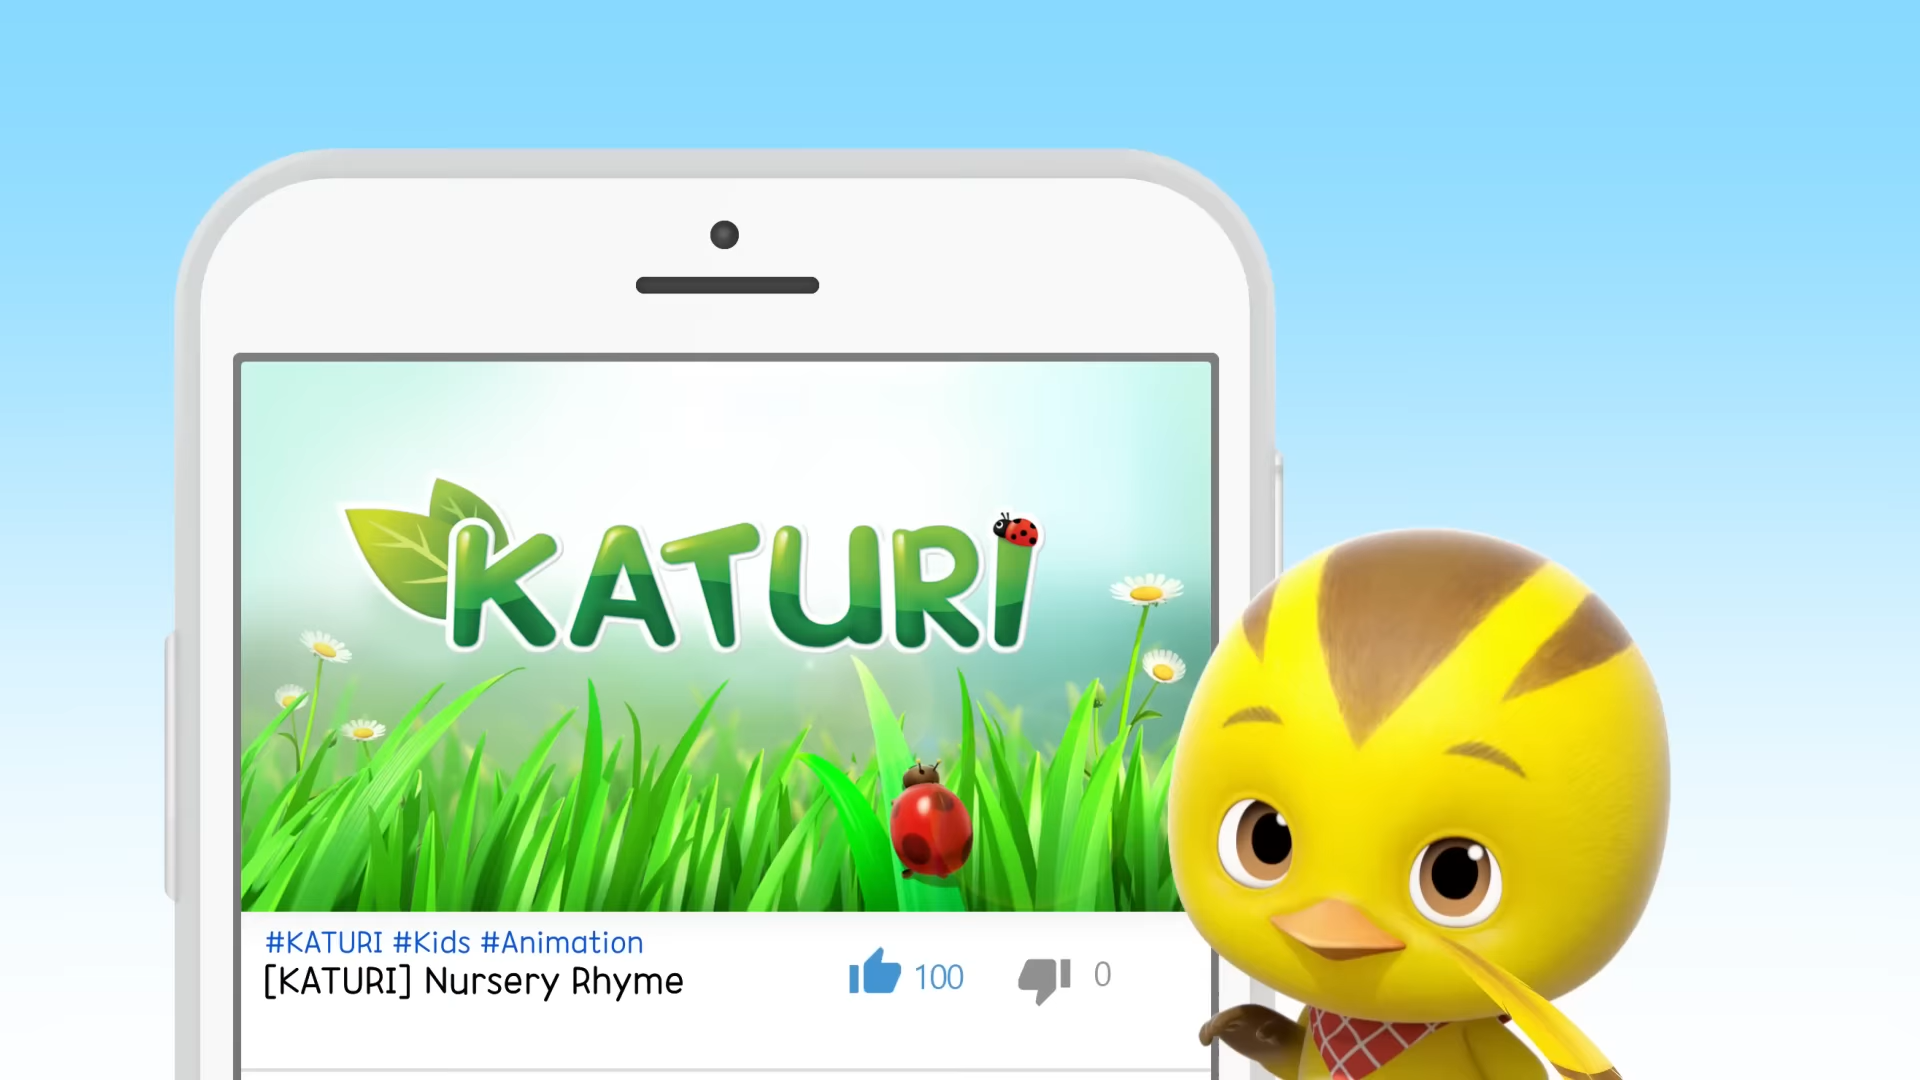 KATURI
#KATURI #Kids #Animation
[KATURI] Nursery Rhyme
100
0